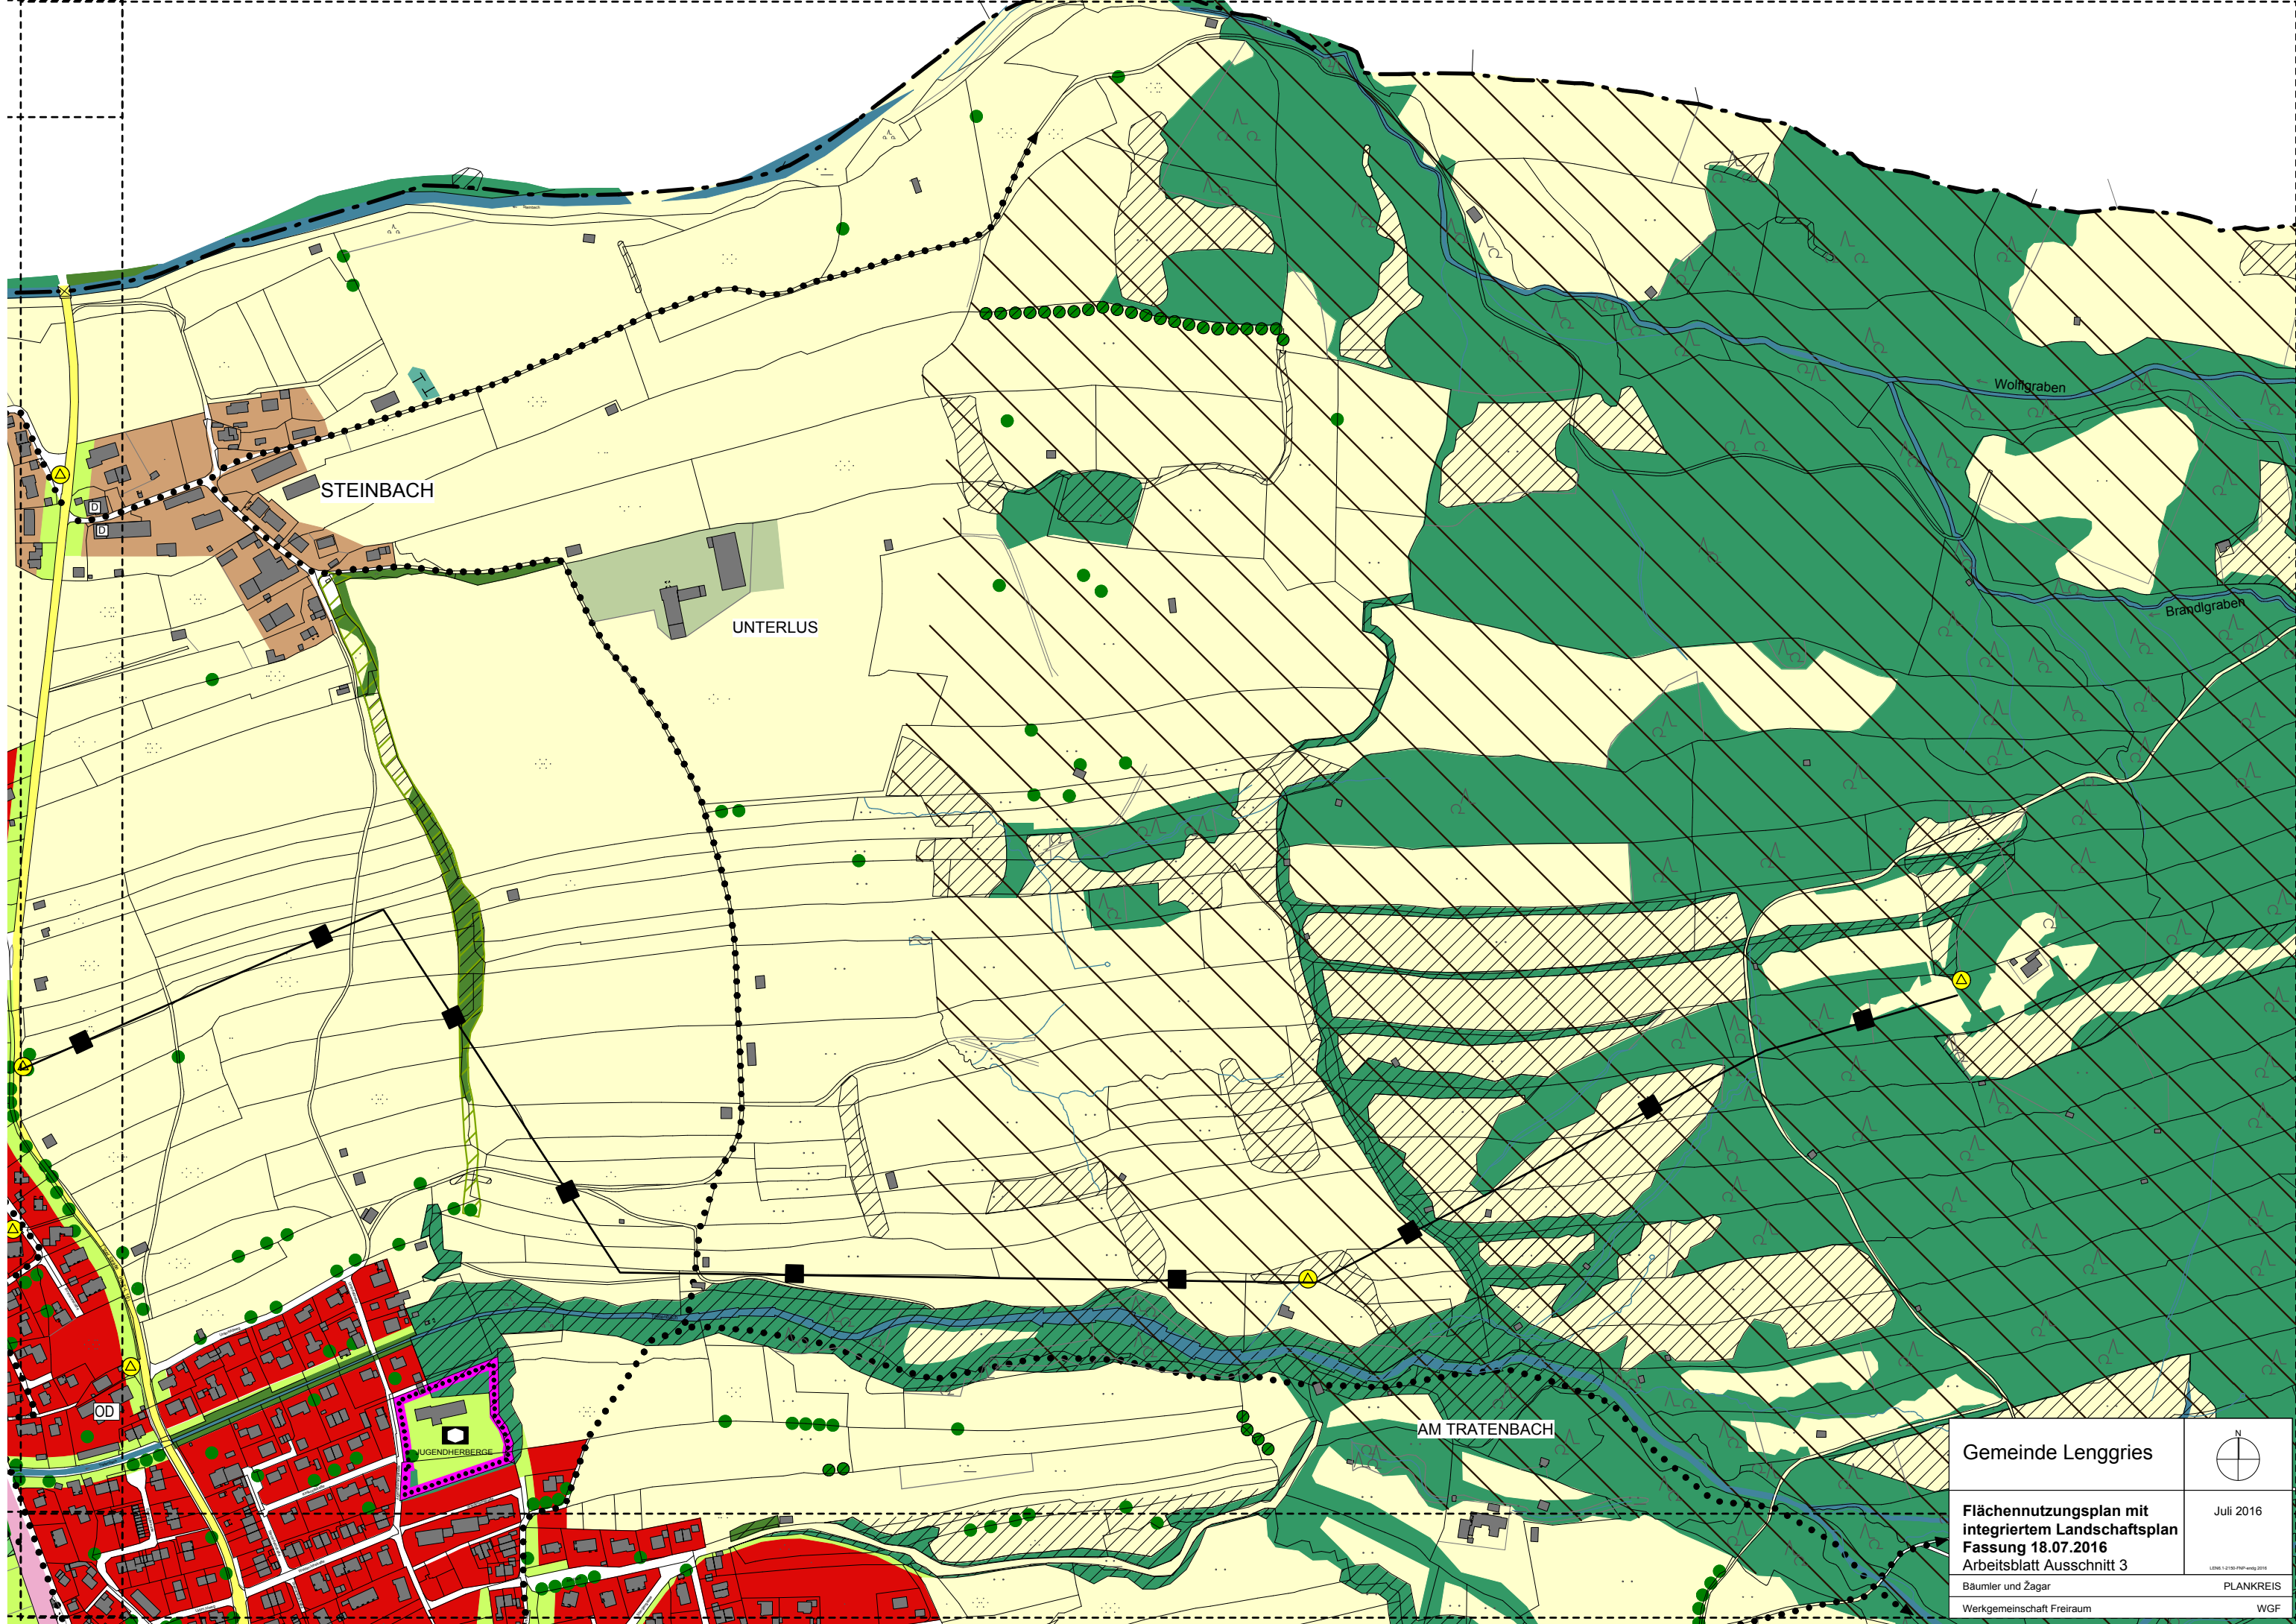 Wolflgraben
STEINBACH
D
D
Brandlgraben
UNTERLUS
OD
AM TRATENBACH
JUGENDHERBERGE
Gemeinde Lenggries
N
Flächennutzungsplan mit
integriertem Landschaftsplan
Fassung 18.07.2016
Arbeitsblatt Ausschnitt 3
Juli 2016
Bäumler und Žagar
PLANKREIS
Werkgemeinschaft Freiraum
WGF